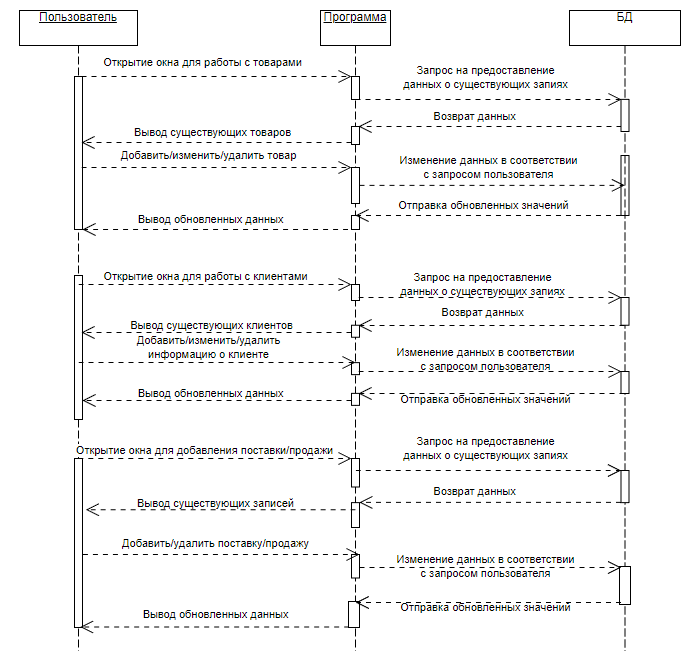 Пользователь
Программа
БД
Открытие окна для работы с товарами
Запрос на предоставление
данных о существующих запиях
Возврат данных
Вывод существующих товаров
Добавить/изменить/удалить товар
Изменение данных в соответствии
с запросом пользователя
Отправка обновленных значений
Вывод обновленных данных
Открытие окна для работы с клиентами
Запрос на предоставление
данных о существующих запиях
Возврат данных
Вывод существующих клиентов
Добавить/изменить/удалить
информацию о клиенте
Изменение данных в соответствии
с запросом пользователя
Вывод обновленных данных
Отправка обновленных значений
Открытие окна для добавления поставки/продажи
Запрос на предоставление
данных о существующих запиях
Возврат данных
Вывод существующих записей
Добавить/удалить поставку/продажу
Изменение данных в соответствии
с запросом пользователя
Отправка обновленных значений
Вывод обновленных данных